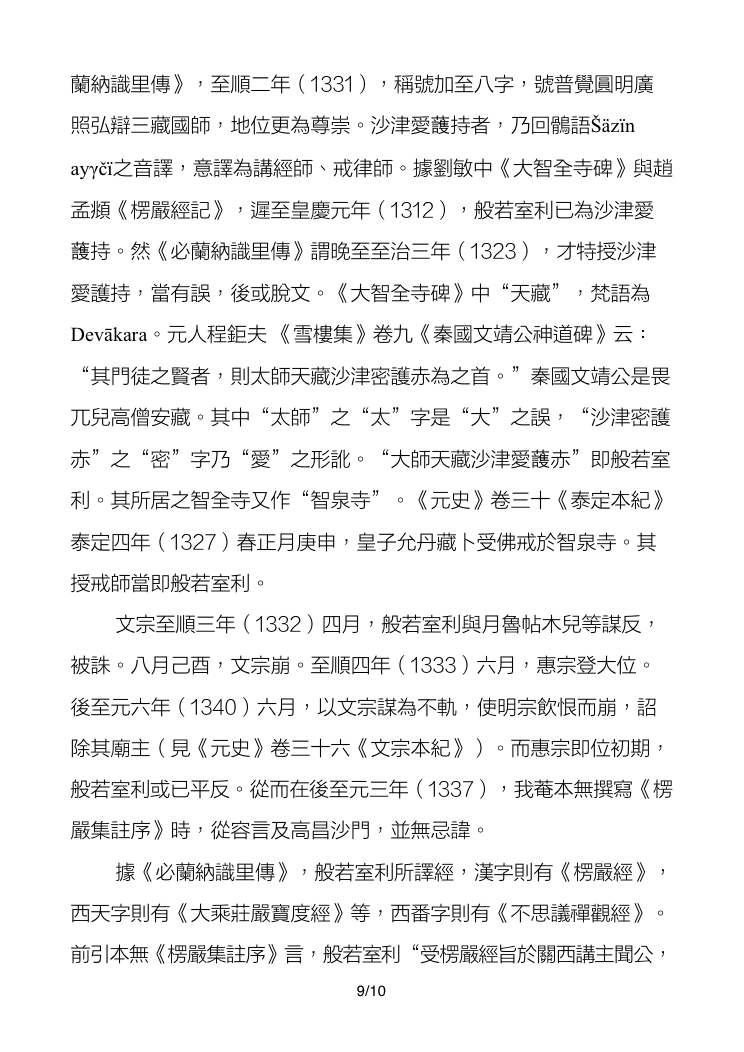 蘭納識里傳》，至順二年（1331），稱號加至八字，號普覺圓明廣
照弘辯三藏國師，地位更為尊崇。沙津愛護持者，乃回鶻語Šäzïn
ayγčï之音譯，意譯為講經師、戒律師。據劉敏中《大智全寺碑》與趙
孟頫《楞嚴經記》，遲至皇慶元年（1312），般若室利已為沙津愛
護持。然《必蘭納識里傳》謂晚至至治三年（1323），才特授沙津
愛護持，當有誤，後或脫文。《大智全寺碑》中“天藏”，梵語為
Devākara。元人程鉅夫 《雪樓集》卷九《秦國文靖公神道碑》云：
“其門徒之賢者，則太師天藏沙津密護赤為之首。”秦國文靖公是畏
兀兒高僧安藏。其中“太師”之“太”字是“大”之誤，“沙津密護
赤”之“密”字乃“愛”之形訛。“大師天藏沙津愛護赤”即般若室
利。其所居之智全寺又作“智泉寺”。《元史》卷三十《泰定本紀》
泰定四年（1327）春正月庚申，皇子允丹藏卜受佛戒於智泉寺。其
授戒師當即般若室利。
文宗至順三年（1332）四月，般若室利與月魯帖木兒等謀反，
被誅。八月己酉，文宗崩。至順四年（1333）六月，惠宗登大位。
後至元六年（1340）六月，以文宗謀為不軌，使明宗飲恨而崩，詔
除其廟主（見《元史》卷三十六《文宗本紀》）。而惠宗即位初期，
般若室利或已平反。從而在後至元三年（1337），我菴本無撰寫《楞
嚴集註序》時，從容言及高昌沙門，並無忌諱。
據《必蘭納識里傳》，般若室利所譯經，漢字則有《楞嚴經》，
西天字則有《大乘莊嚴寶度經》等，西番字則有《不思議禪觀經》。
前引本無《楞嚴集註序》言，般若室利“受楞嚴經旨於關西講主聞公，
9/10